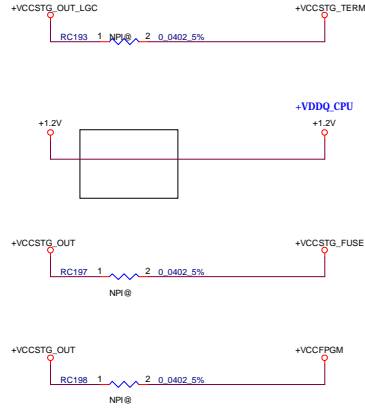 +VCCSTG_OUT_LGC +VCCSTG_TERM
RC193 1 NPI@ 2 0_0402_5%
+VDDQ_CPU
+1.2V +1.2V
+VCCSTG_OUT +VCCSTG_FUSE
RC197 1 2 0_0402_5%
NPI@
+VCCSTG_OUT +VCCFPGM
RC198 1 2 0_0402_5%
NPI@